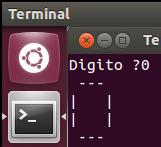 Terminal
Te
Digito ?0
 ---
|   |
|   |
 ---